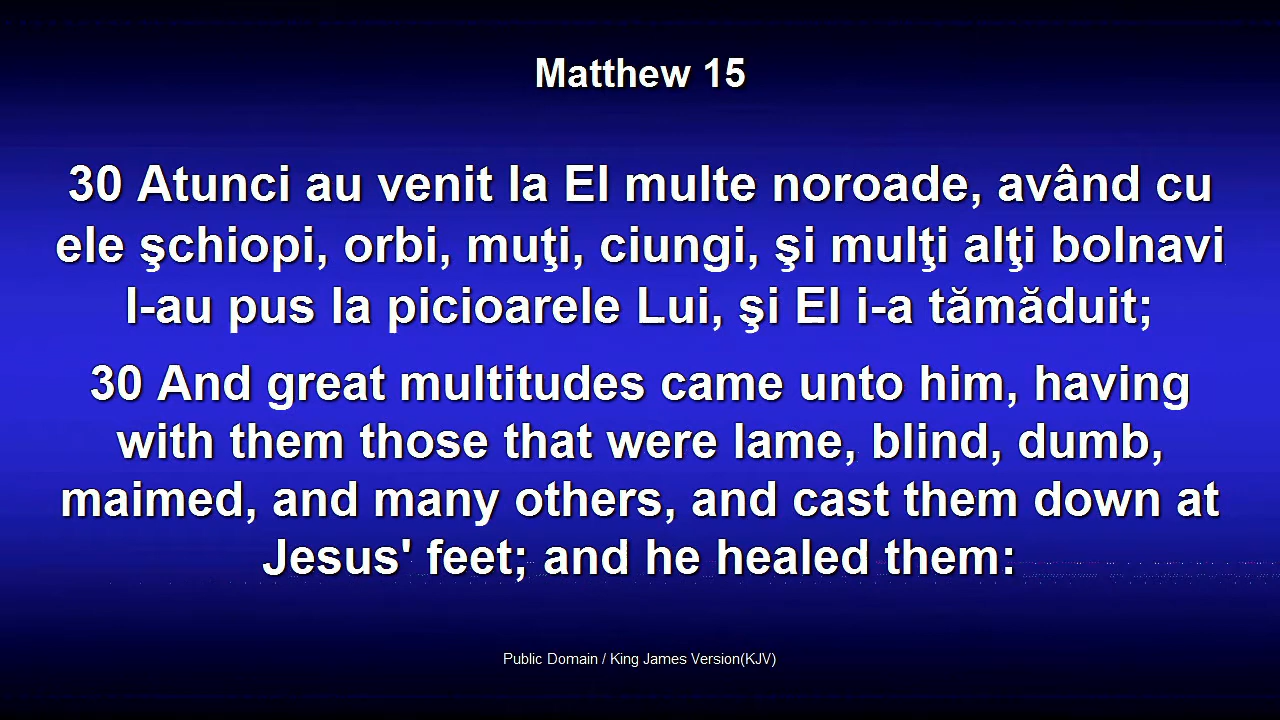 Matthew 15
30 Atunci au venit la El multe noroade, având cu
ele şchiopi, orbi, muţi, ciungi, şi mulţi alţi bolnavi
I-au pus la picioarele Lui, şi El i-a tămăduit;
30 And great multitudes came unto him, having
with them those that were lame, blind, dumb,
maimed, and many others, and cast them down at
Jesus' feet; and he healed them:
Public Domain / King James Version(KJV)